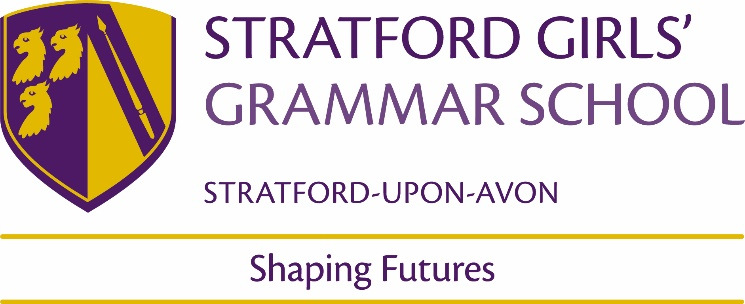 STRATFORD GIRLS’
GRAMMAR SCHOOL
STRATFORD-UPON-AVON
Shaping Futures